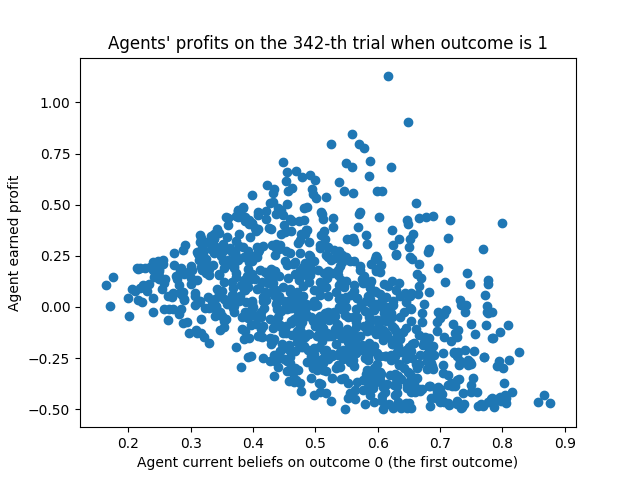 Agents' profits on the 342-th trial when outcome is 1
1.00
0.75
0.50
0.25
0.00
−0.25
−0.50
Agent earned profit
0.2 0.3 0.4 0.5 0.6 0.7 0.8 0.9
Agent current beliefs on outcome 0 (the first outcome)